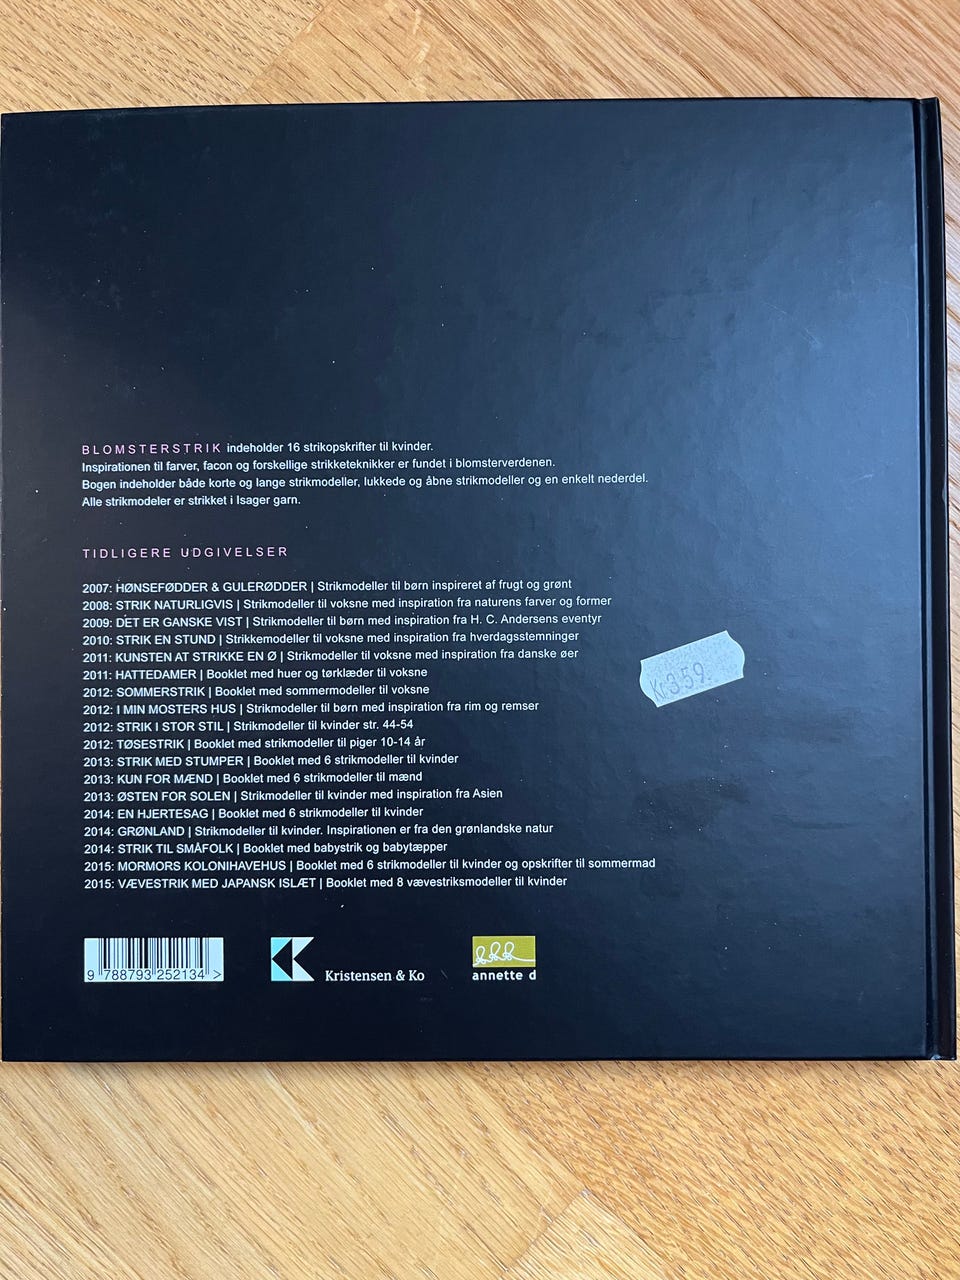 BLOMSTERSTRIK indeholder 16 strikopskrifter til kvinder.
Inspirationen til farver, facon og forskellige strikketeknikker er fundet i blomsterverdenen.
Bogen indeholder både korte og lange strikmodeller, lukkede og åbne strikmodeller og en enkelt nederdel.
Alle strikmodeler er strikket i Isager garn.
TIDLIGERE UDGIVELSER
2007: HØNSEFØDDER & GULERØDDER | Strikmodeller til børn inspireret af frugt og grønt
2008: STRIK NATURLIGVIS | Strikmodeller til voksne med inspiration fra naturens farver og former
2009: DET ER GANSKE VIST | Strikmodeller til børn med inspiration fra H. C. Andersens eventyr
2010: STRIK EN STUND | Strikkemodeller til voksne med inspiration fra hverdagsstemninger
2011: KUNSTEN AT STRIKKE EN Ø | Strikmodeller til voksne med inspiration fra danske øer
2011: HATTEDAMER | Booklet med huer og tørklæder til voksne
2012: SOMMERSTRIK | Booklet med sommermodeller til voksne
2012: I MIN MOSTERS HUS | Strikmodeller til børn med inspiration fra rim og remser
2012: STRIK I STOR STIL | Strikmodeller til kvinder str. 44-54
2012: TØSESTRIK | Booklet med strikmodeller til piger 10-14 år
2013: STRIK MED STUMPER | Booklet med 6 strikmodeller til kvinder
2013: KUN FOR MÆND | Booklet med 6 strikmodeller til mænd
2013: ØSTEN FOR SOLEN | Strikmodeller til kvinder med inspiration fra Asien
2014: EN HJERTESAG | Booklet med 6 strikmodeller til kvinder
2014: GRØNLAND | Strikmodeller til kvinder. Inspirationen er fra den grønlandske natur
2014: STRIK TIL SMÅFOLK | Booklet med babystrik og babytæpper
2015: MORMORS KOLONIHAVEHUS | Booklet med 6 strikmodeller til kvinder og opskrifter til sommermad
2015: VÆVESTRIK MED JAPANSK ISLÆT | Booklet med 8 vævestriksmodeller til kvinder
Kr.359.
9 788793 252134 >
Kristensen & Ko
annette d